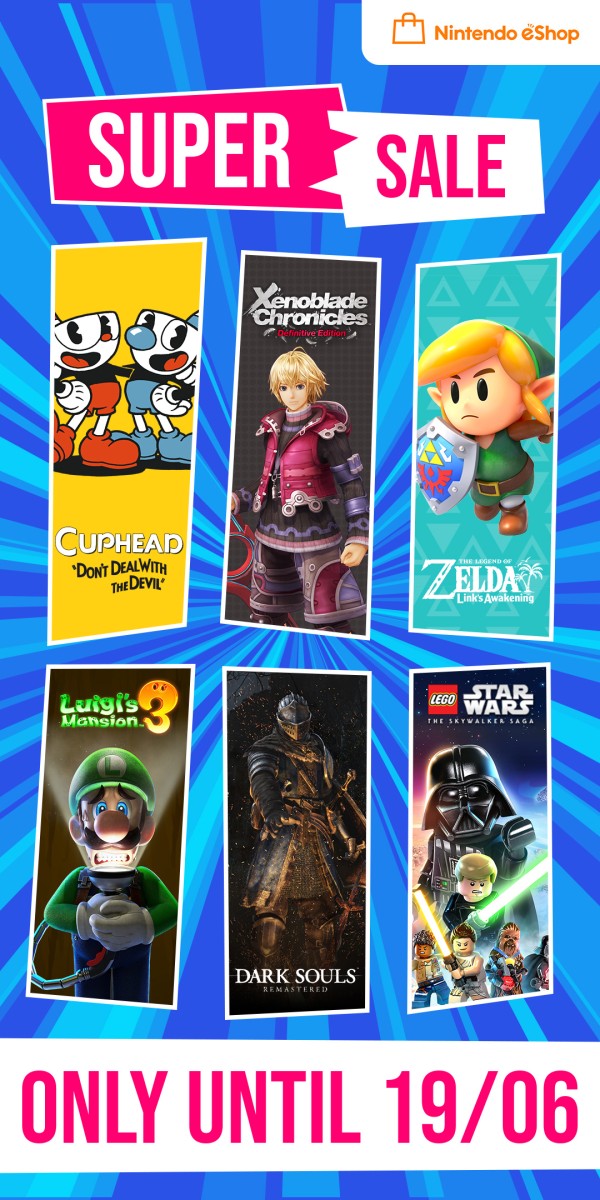 Nintendo eShop
SUPER
SALE
Xenoblade
Chronicles
Definitive Edition
CUPHEAD
"DON'T DEAL WITH
THE DEVIL"
THE LEGEND OF
ZELDA
Link's Awakening
Luigi's
Mansion 3
L
DARK SOULS
REMASTERED
LEGO
STAR
WARS
THE SKYWALKER SAGA
ONLY UNTIL 19/06